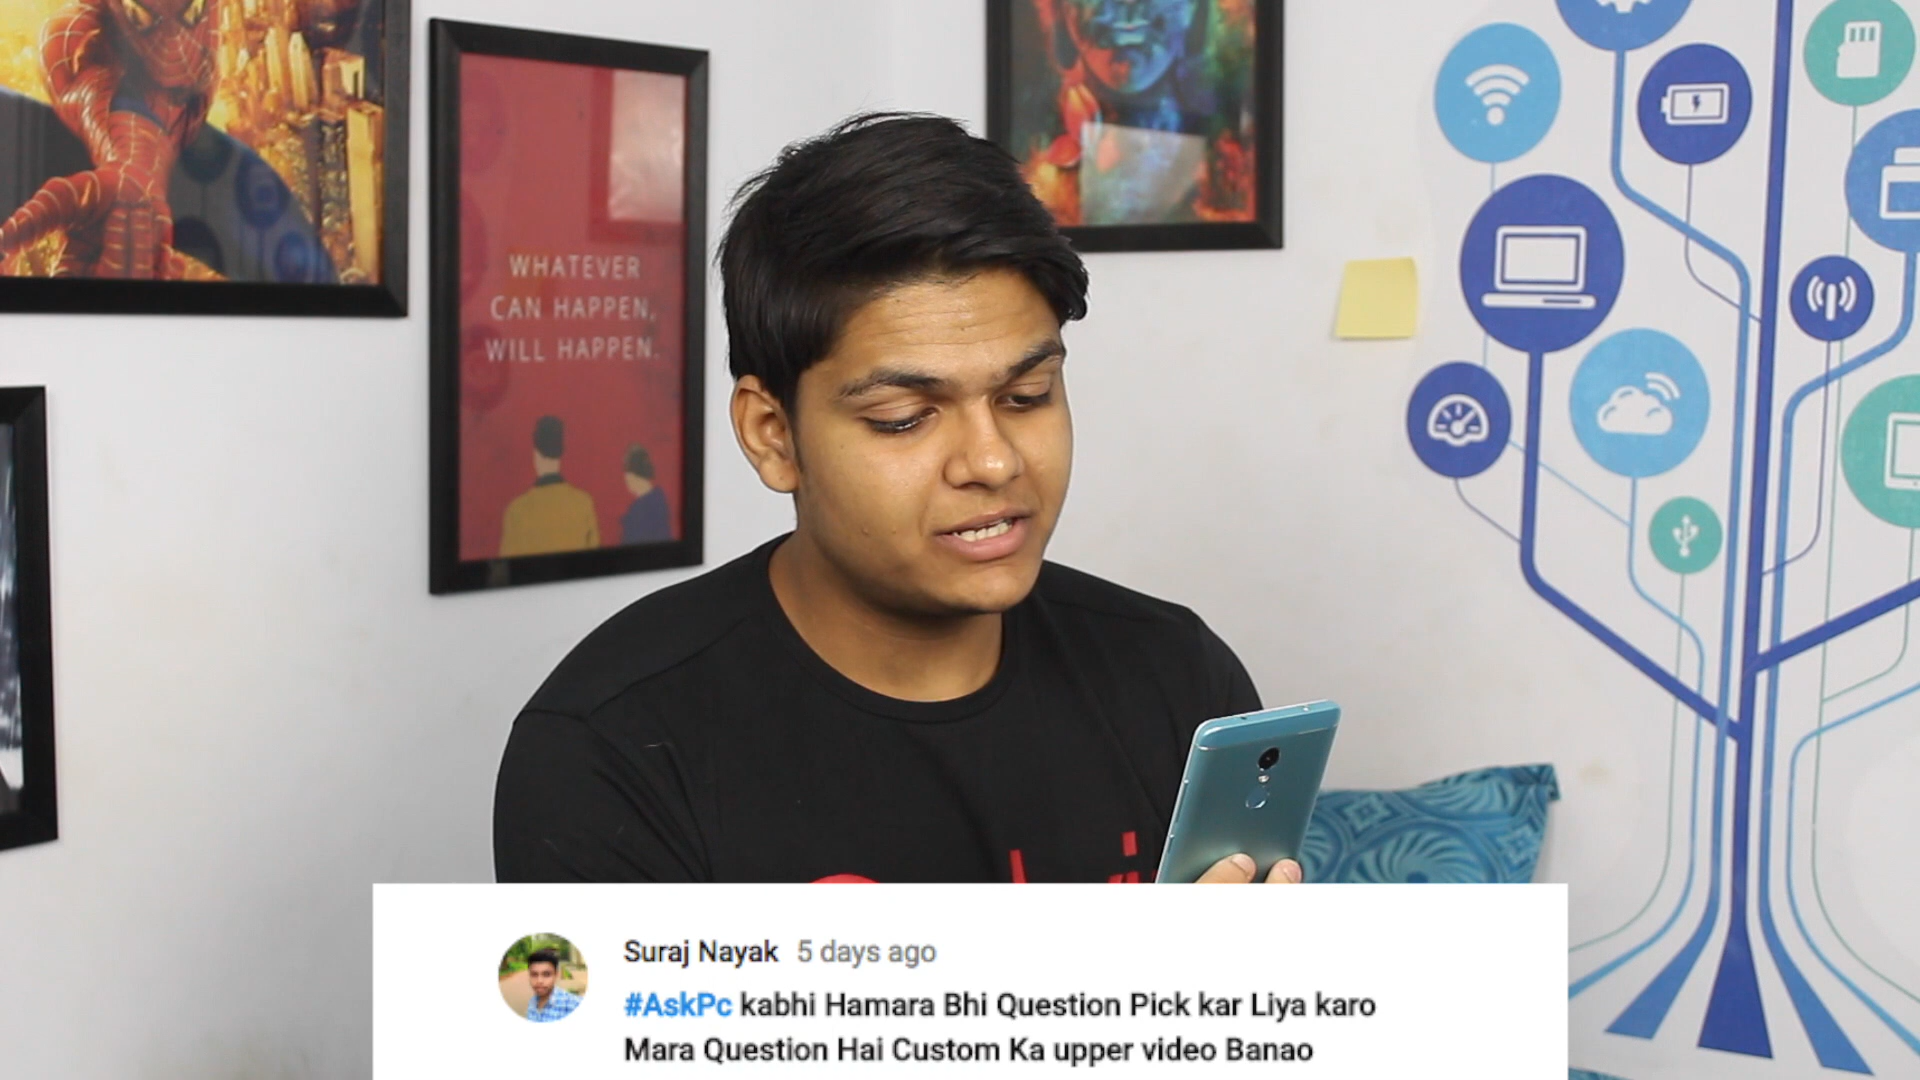 WHATEVER
CAN HAPPEN,
WILL HAPPEN.
Suraj Nayak 5 days ago
#AskPc kabhi Hamara Bhi Question Pick kar Liya karo
Mara Question Hai Custom Ka upper video Banao